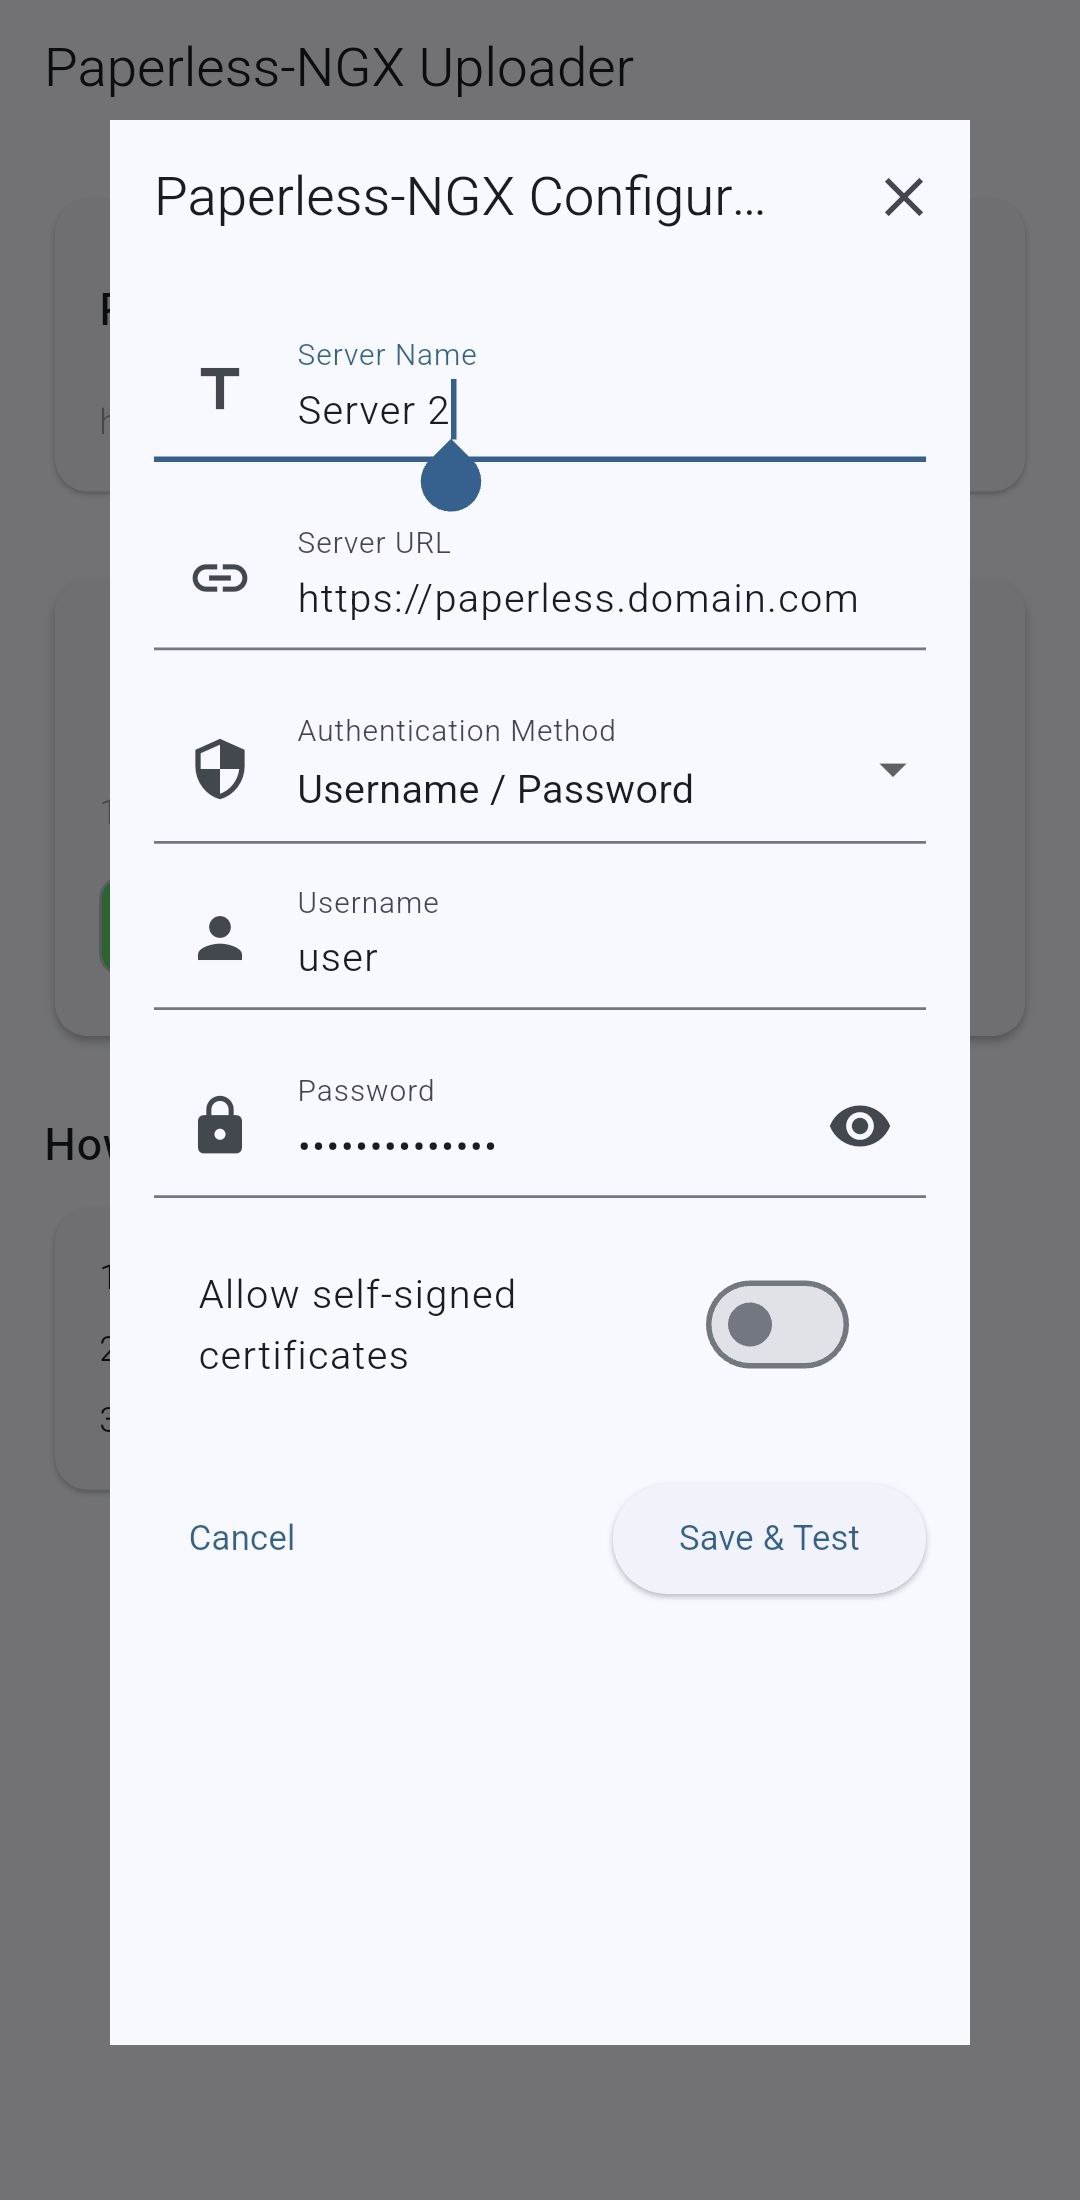 Paperless-NGX Uploader
Paperless-NGX Configur...
Server Name
Server 2
Server URL
https://paperless.domain.com
Authentication Method
Username / Password
Username
user
Password
••••••••••••••
Allow self-signed
certificates
Cancel
Save & Test